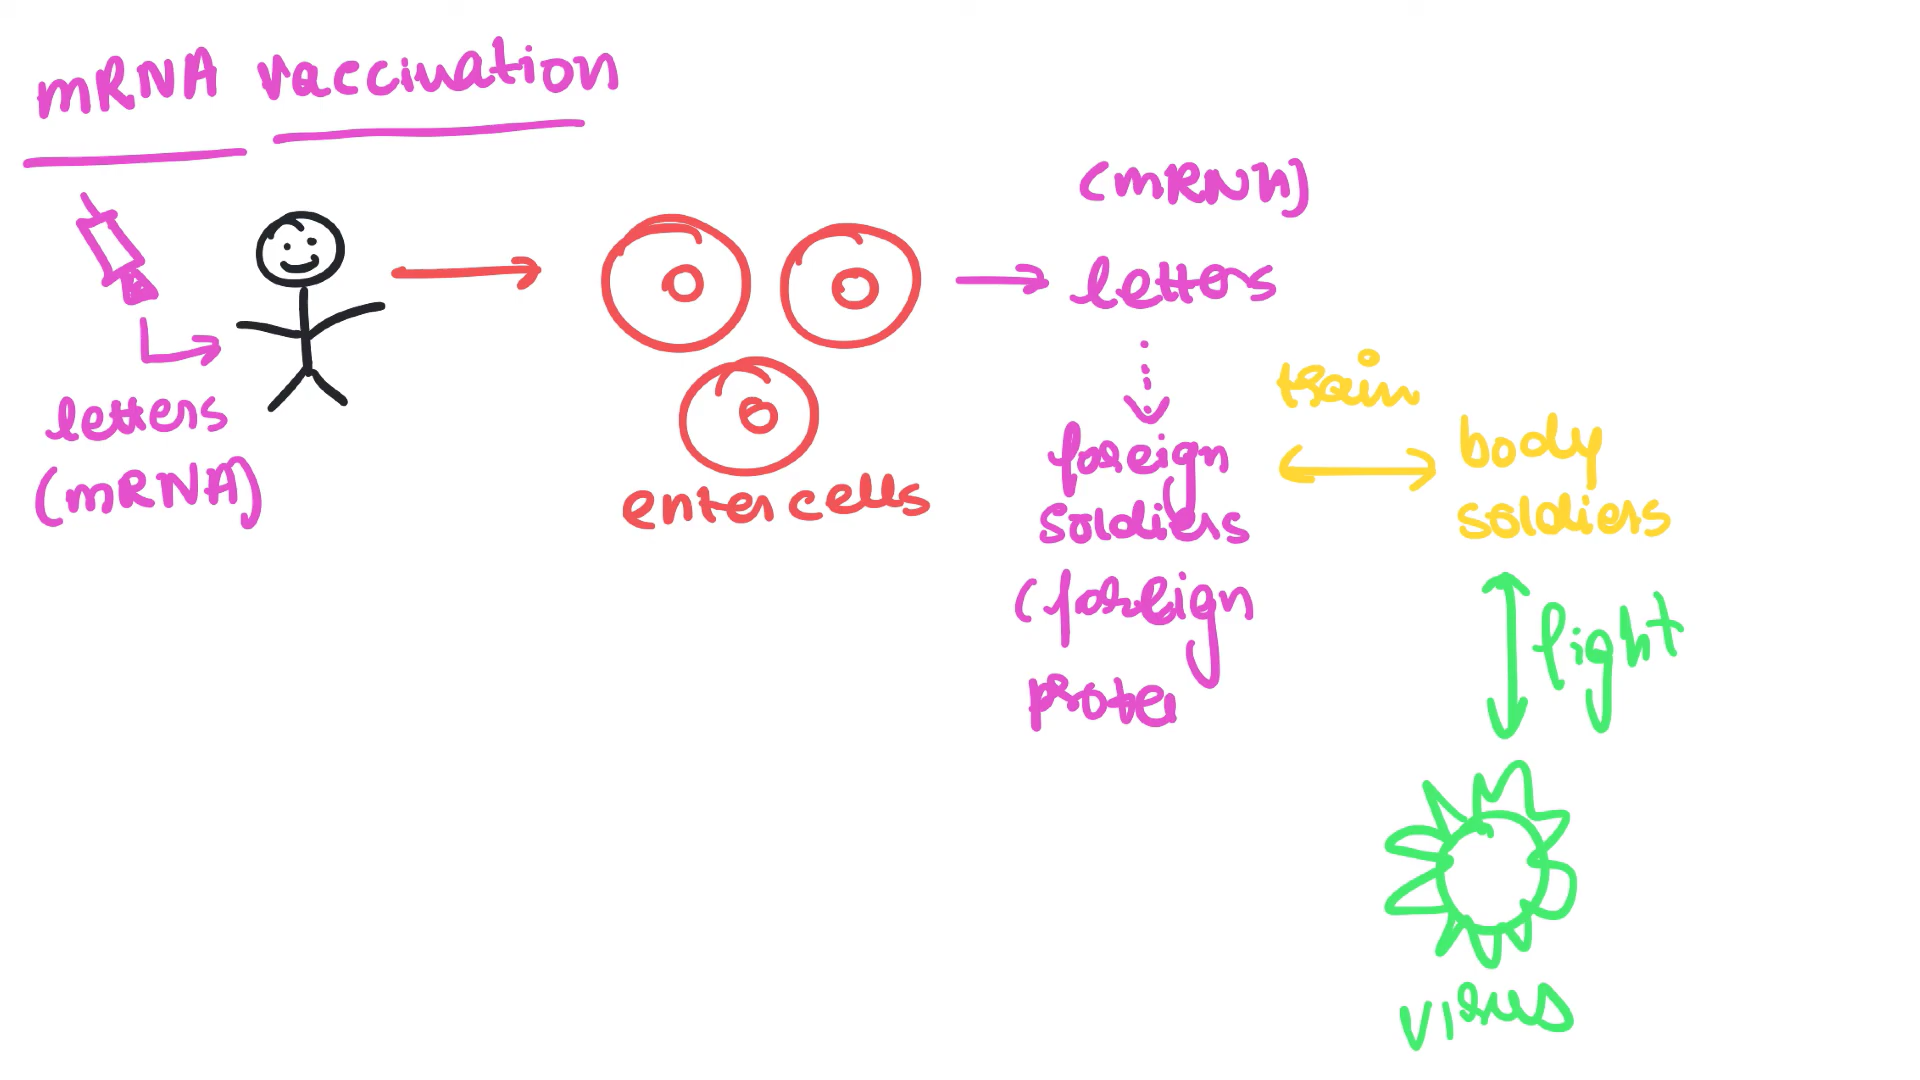 mRNA vaccination
letters
(mRNA)
enter cells
(mRNA)
letters
foreign
soldiers
(foreign
protei
train
body
soldiers
fight
virus